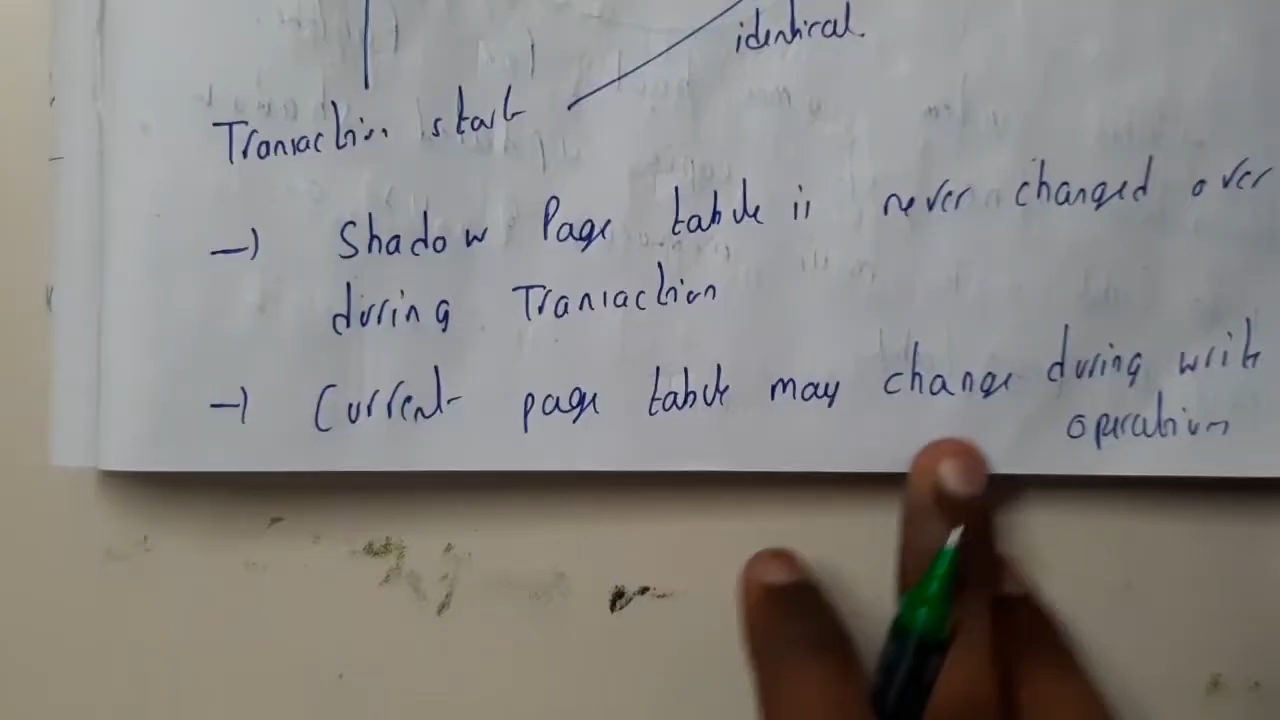 identical.
Transaction start
→ Shadow Page table is never changed over
during Transaction
→ Current page table may change during write
operation